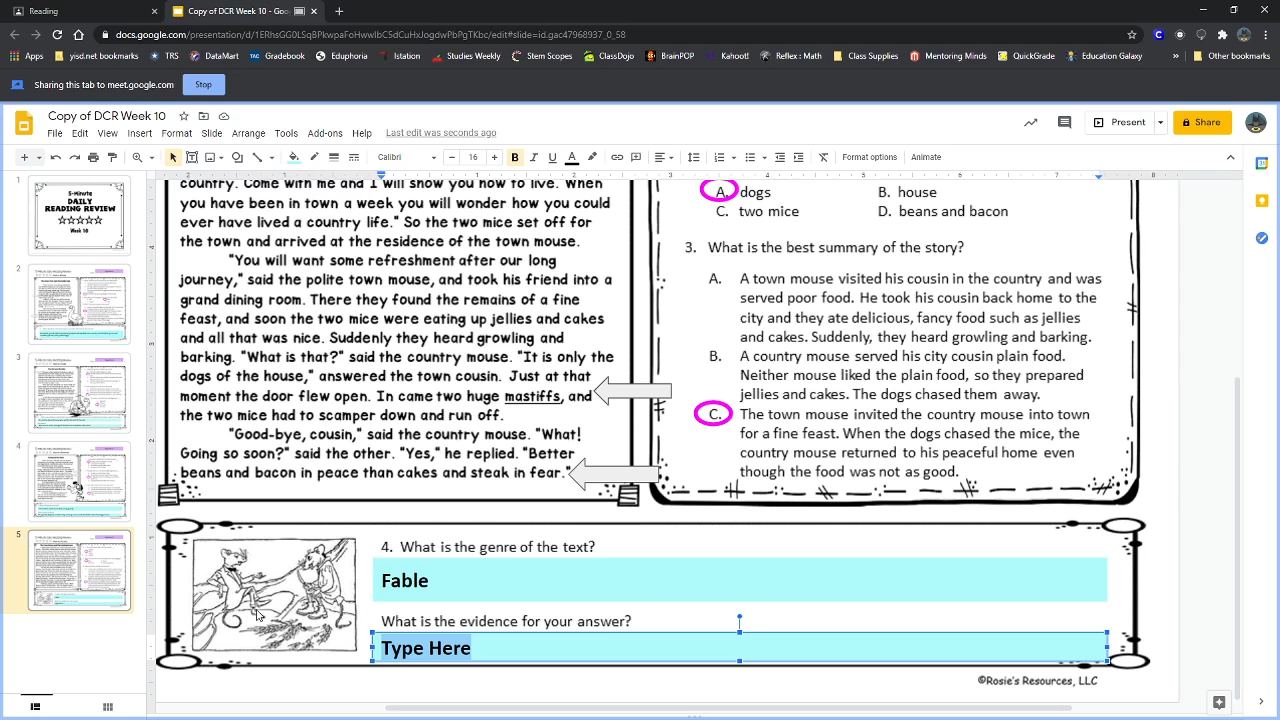 Meetings
Copy of DCR Week 10 - Goo
docs.google.com/presentation/d/1ERhsGG0LSqBPkwpaFoHwwIbC5dCuHxJogdwPbPgTKbc/edit#slide=id.gac47968937_0_58
Apps
ysd.net bookmarks
TRS
DataMart
Gradebook
Euphoria
Istation
Studies Weekly
Stem Scopes
ClassDojo
BrainPOP
Kahoot!
Reflex : Math
Class Supplies
Morning Minds
QuickGrade
Education Galaxy
»
Other bookmarks
Sharing this tab to meet.google.com
Stop
Copy of DCR Week 10
File Edit View Insert Format Slide Arrange Tools Add-ons Help Last edit was seconds ago
Present
Share
Calibri
16
B I U A
Format options
Animate
1
5-Minute
DAILY
READING REVIEW
Week 10
2
3
4
5
country. Come with me and I will show you how to live. When
you have been in town a week you will wonder how you could
ever have lived a country life." So the two mice set off for
the town and arrived at the residence of the town mouse.
"You will want some refreshment after our long
journey," said the polite town mouse, and took his friend into a
grand dining room. There they found the remains of a fine
feast, and soon the two mice were eating up jellies and cakes
and all that was nice. Suddenly they heard growling and
barking. "What is that?" said the country mouse. "It is only the
dogs of the house," answered the town cousin. Just at that
moment the door flew open. In came two huge mastiffs, and
the two mice had to scamper down and run off.
"Good-bye, cousin," said the country mouse. "What!
Going so soon?" said the other. "Yes," he replied. "Better
beans and bacon in peace than cakes and steak in fear."
A. dogs
B. house
C. two mice
D. beans and bacon
3. What is the best summary of the story?
A. A town mouse visited his cousin in the country and was
served poor food. He took his cousin back home to the
city and they ate delicious, fancy food such as jellies
and cakes. Suddenly, they heard growling and barking.
B. A country mouse served his city cousin plain food.
Neither mouse liked the plain food, so they prepared
jellies and cakes. The dogs chased them away.
C. The town mouse invited the country mouse into town
for a fine feast. When the dogs chased the mice, the
country mouse returned to his peaceful home even
though the food was not as good.
4. What is the genre of the text?
Fable
What is the evidence for your answer?
Type Here
©Rosie's Resources, LLC